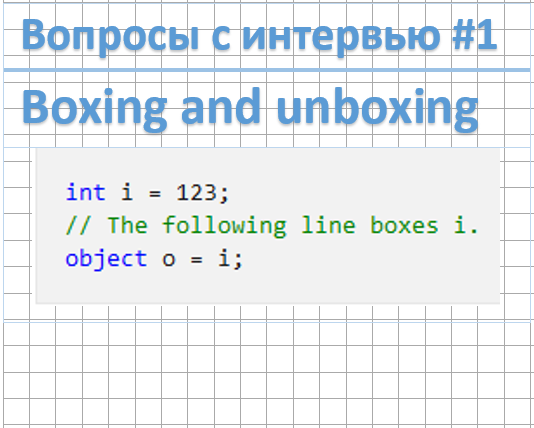 Вопросы с интервью #1
Boxing and unboxing
int i = 123;
// The following line boxes i.
object o = i;